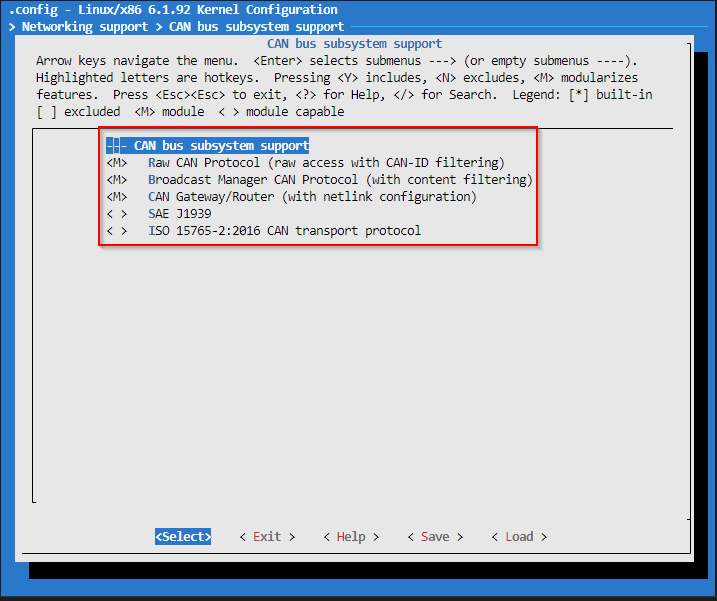 .config - Linux/x86 6.1.92 Kernel Configuration
> Networking support > CAN bus subsystem support
CAN bus subsystem support
Arrow keys navigate the menu.  <Enter> selects submenus ---> (or empty submenus ----).
Highlighted letters are hotkeys.  Pressing <Y> includes, <N> excludes, <M> modularizes
features.  Press <Esc><Esc> to exit, <?> for Help, </> for Search.  Legend: [*] built-in
[ ] excluded  <M> module  < > module capable
--- CAN bus subsystem support
<M>   Raw CAN Protocol (raw access with CAN-ID filtering)
<M>   Broadcast Manager CAN Protocol (with content filtering)
<M>   CAN Gateway/Router (with netlink configuration)
< >   SAE J1939
< >   ISO 15765-2:2016 CAN transport protocol
<Select>    < Exit >    < Help >    < Save >    < Load >